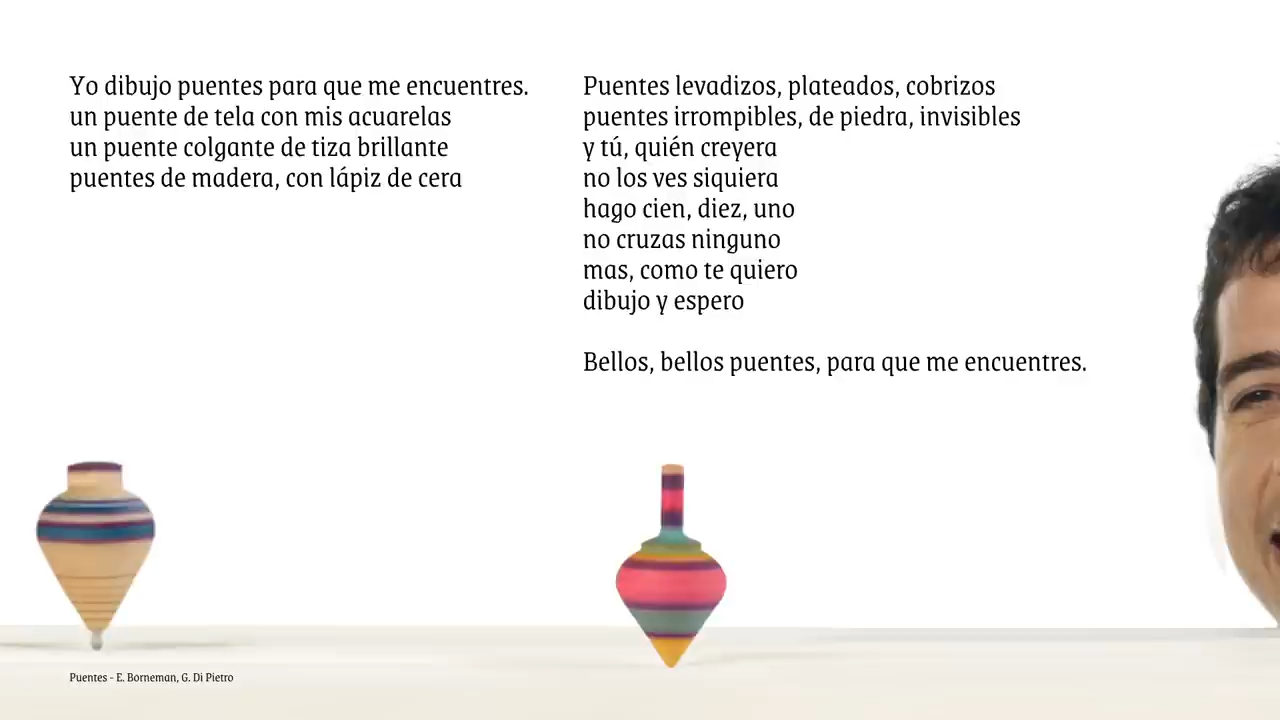 Yo dibujo puentes para que me encuentres.
un puente de tela con mis acuarelas
un puente colgante de tiza brillante
puentes de madera, con lápiz de cera
Puentes levadizos, plateados, cobrizos
puentes irrompibles, de piedra, invisibles
y tú, quién creyera
no los ves siquiera
hago cien, diez, uno
no cruzas ninguno
mas, como te quiero
dibujo y espero
Bellos, bellos puentes, para que me encuentres.
Puentes - E. Borneman, G. Di Pietro